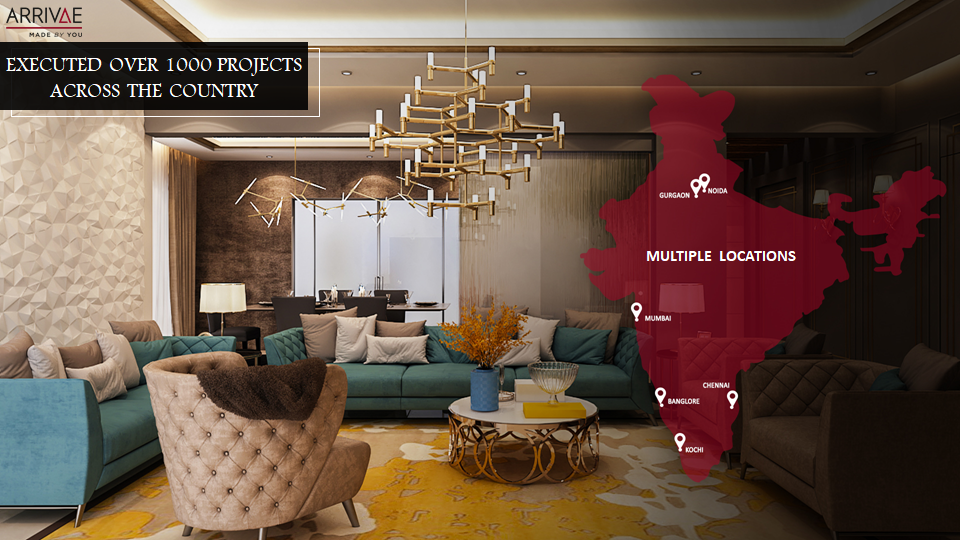 ARRIVAE
MADE BY YOU
EXECUTED OVER 1000 PROJECTS
ACROSS THE COUNTRY
GURGAON
NOIDA
MULTIPLE LOCATIONS
MUMBAI
CHENNAI
BANGLORE
KOCHI